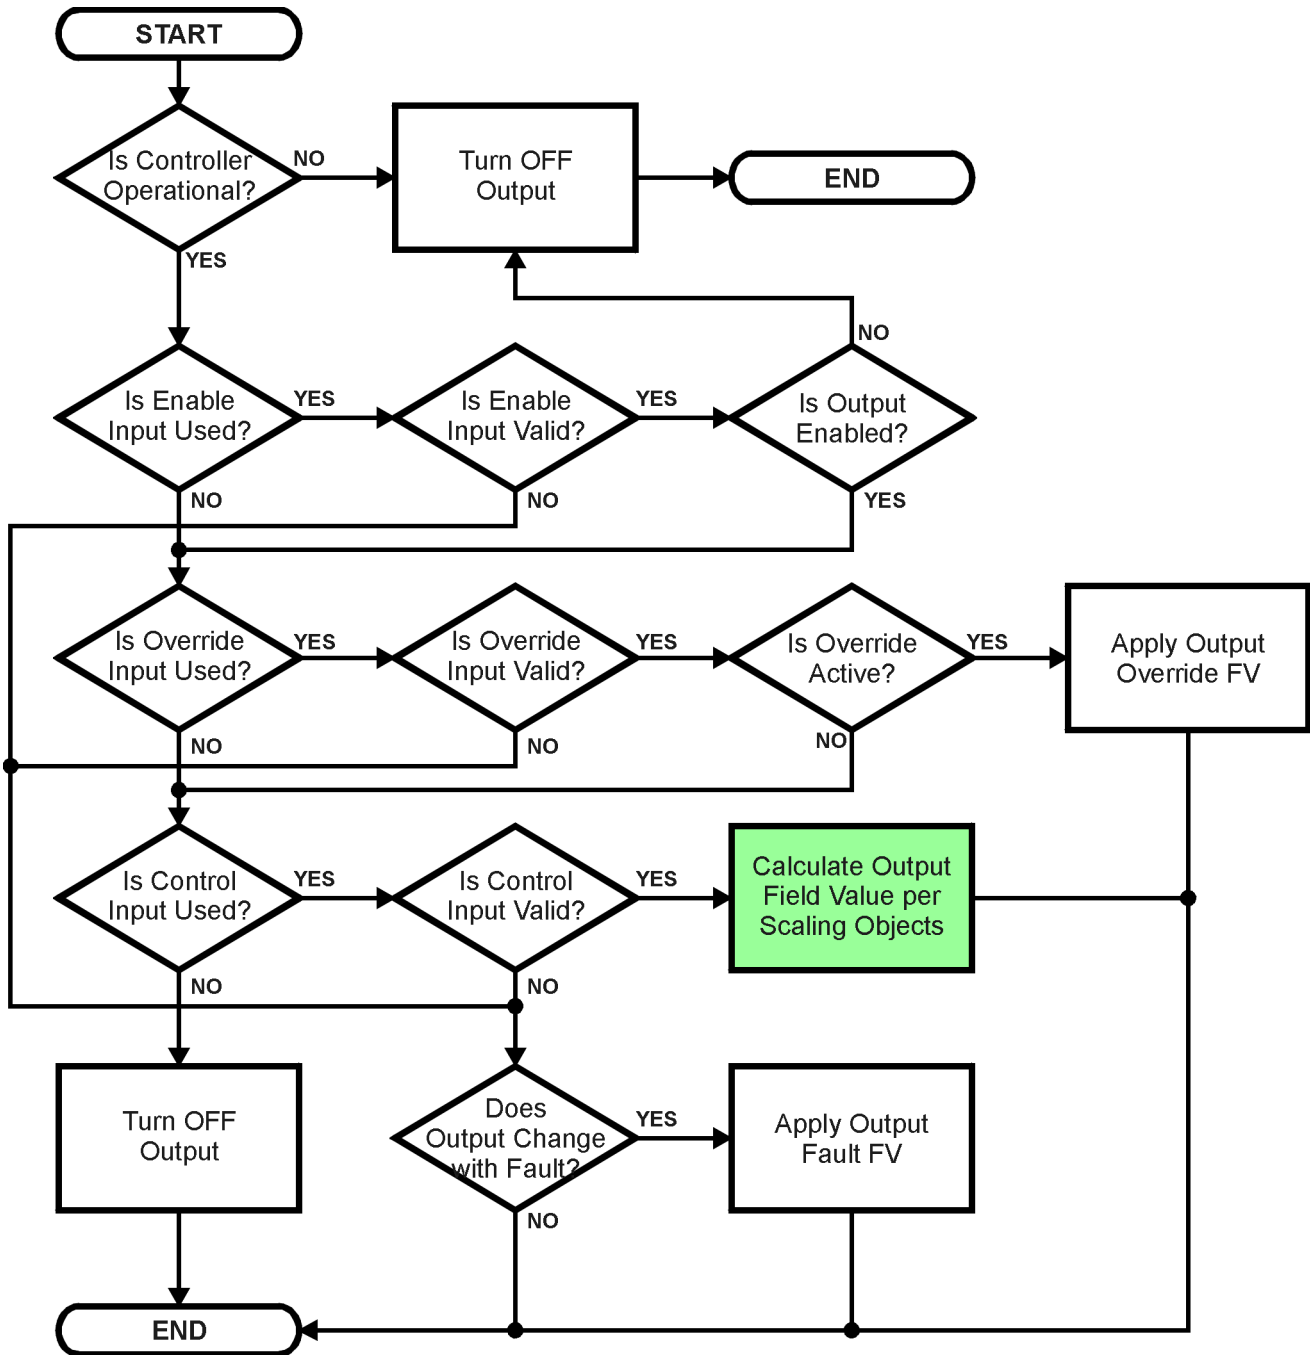 START
Is Controller
Operational?
NO
Turn OFF
Output
END
YES
NO
Is Enable
Input Used?
YES
Is Enable
Input Valid?
YES
Is Output
Enabled?
NO
NO
YES
Is Override
Input Used?
YES
Is Override
Input Valid?
YES
Is Override
Active?
YES
Apply Output
Override FV
NO
NO
NO
Is Control
Input Used?
YES
Is Control
Input Valid?
YES
Calculate Output
Field Value per
Scaling Objects
NO
NO
Turn OFF
Output
Does
Output Change
with Fault?
YES
Apply Output
Fault FV
NO
END